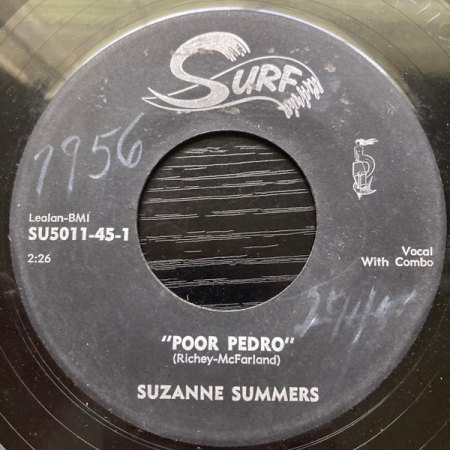 SURF
1956
Lealan-BMI
SU5011-45-1
2:26
Vocal
With Combo
"POOR PEDRO"
(Richey-McFarland)
SUZANNE SUMMERS